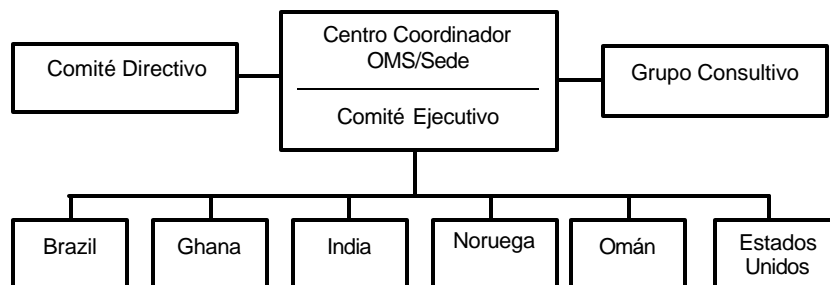 Comité Directivo
Centro Coordinador
OMS/Sede
Comité Ejecutivo
Grupo Consultivo
Brazil
Ghana
India
Noruega
Omán
Estados
Unidos